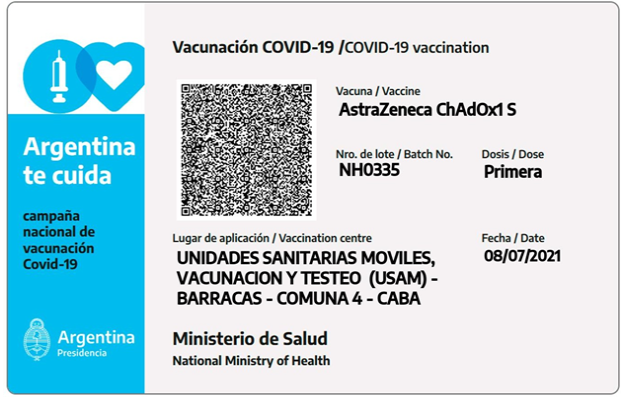 Vacunación COVID-19 /COVID-19 vaccination
Vacuna / Vaccine
AstraZeneca ChAdOx1 S
Nro. de lote / Batch No.
NH0335
Dosis / Dose
Primera
Lugar de aplicación / Vaccination centre
UNIDADES SANITARIAS MOVILES,
VACUNACION Y TESTEO (USAM) -
BARRACAS - COMUNA 4 - CABA
Fecha / Date
08/07/2021
Ministerio de Salud
National Ministry of Health
Argentina
te cuida
campaña
nacional de
vacunación
Covid-19
Argentina
Presidencia